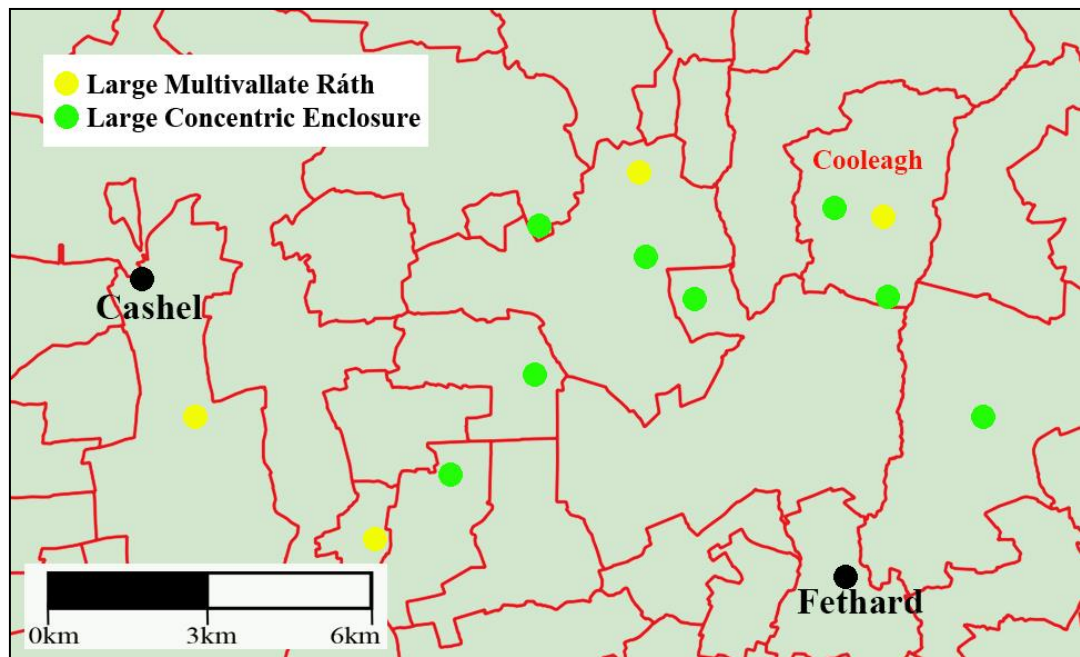 Large Multivallate Ráth
Large Concentric Enclosure
Cooleagh
Cashel
Fethard
0km 3km 6km